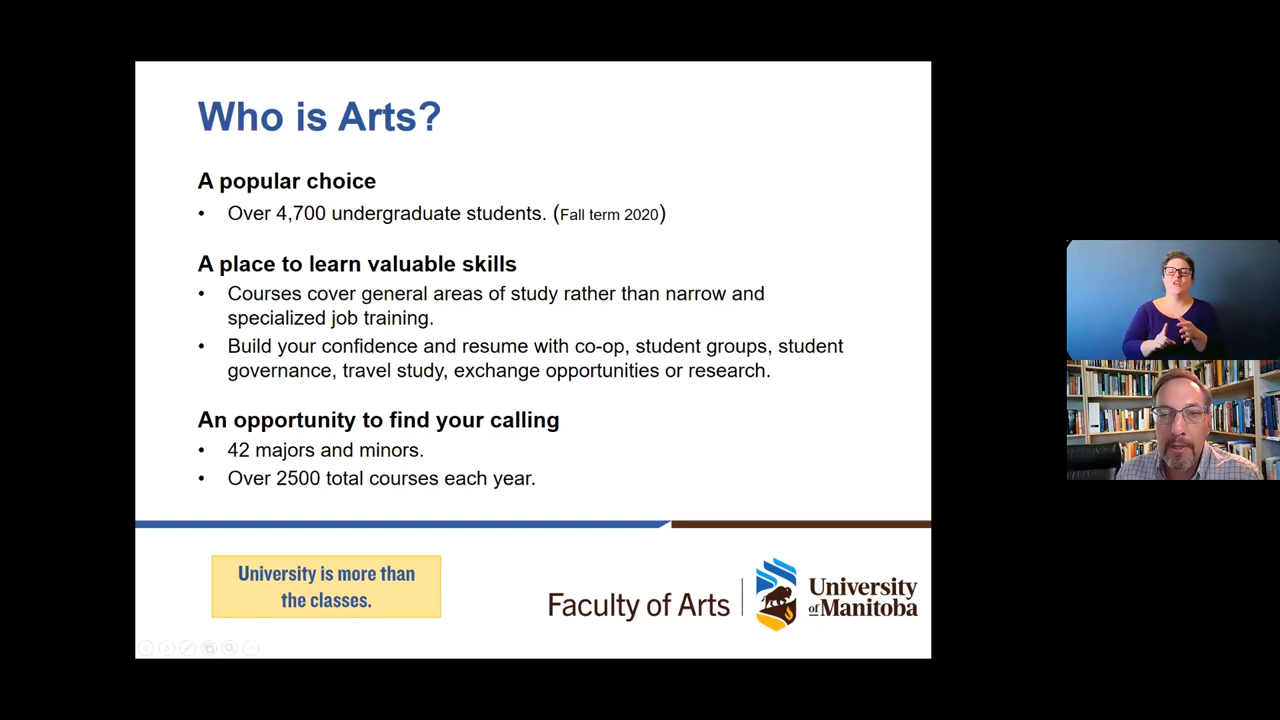 Who is Arts?
A popular choice
• Over 4,700 undergraduate students. (Fall term 2020)
A place to learn valuable skills
• Courses cover general areas of study rather than narrow and
specialized job training.
• Build your confidence and resume with co-op, student groups, student
governance, travel study, exchange opportunities or research.
An opportunity to find your calling
• 42 majors and minors.
• Over 2500 total courses each year.
University is more than
the classes.
Faculty of Arts
University
of Manitoba